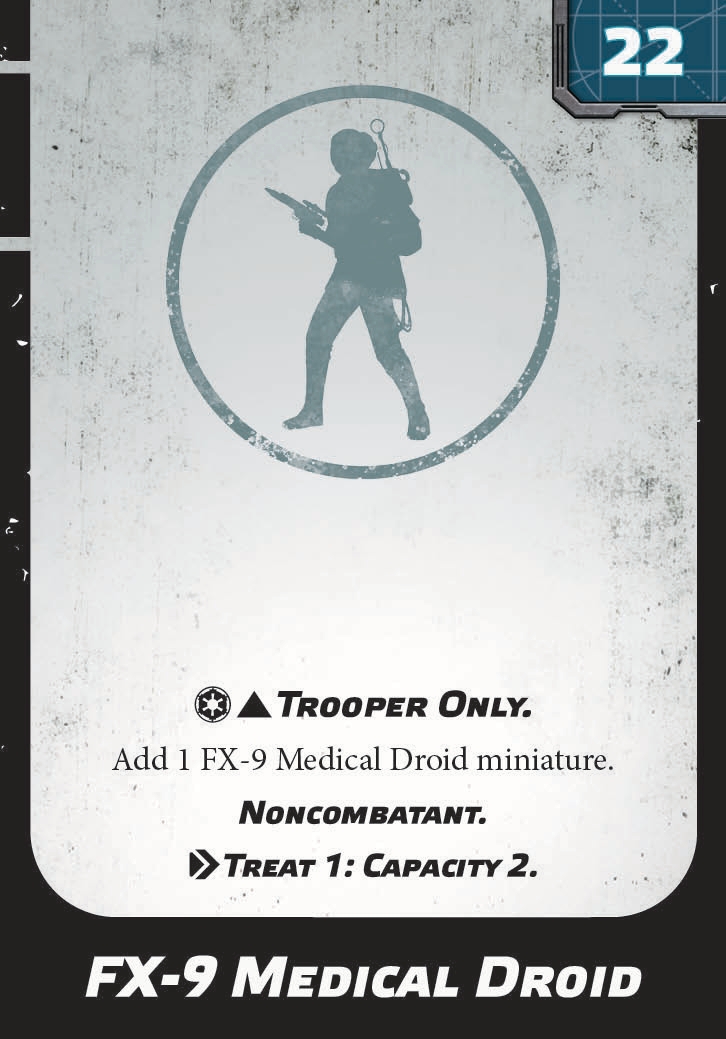 22
Trooper Only.
Add 1 FX-9 Medical Droid miniature.
Noncombatant.
Treat 1: Capacity 2.
FX-9 Medical Droid